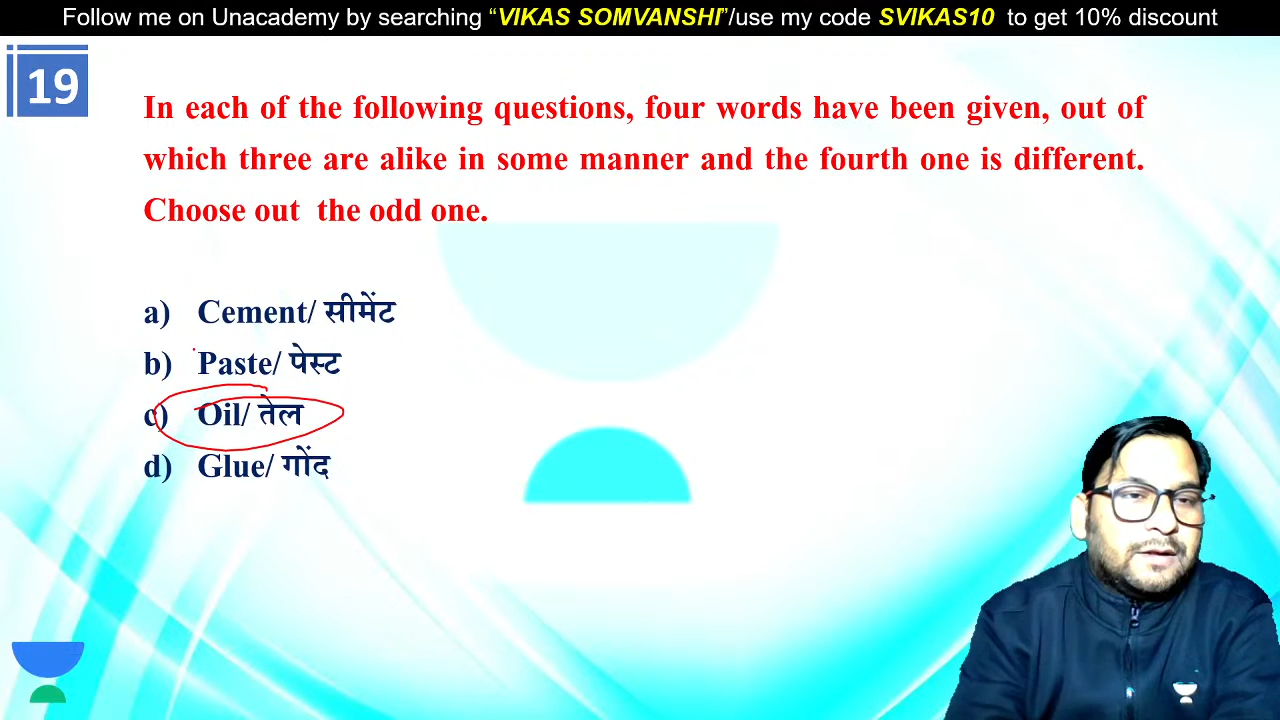 Follow me on Unacademy by searching “VIKAS SOMVANSHI”/use my code SVIKAS10 to get 10% discount
19
In each of the following questions, four words have been given, out of
which three are alike in some manner and the fourth one is different.
Choose out the odd one.
a) Cement/ सीमेंट
b) Paste/ पेस्ट
c) Oil/ तेल
d) Glue/ गोंद